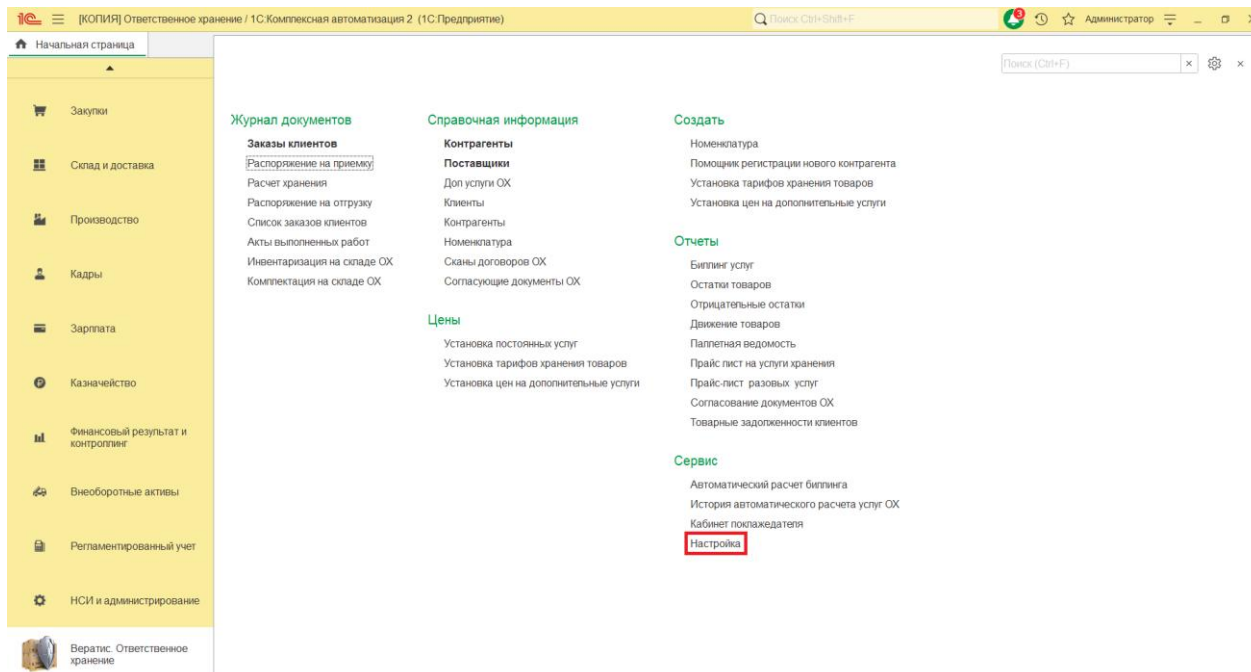 [КОПИЯ] Ответственное хранение / 1С:Комплексная автоматизация 2 (1С:Предприятие)
Поиск Ctrl+Shift+F
3
Администратор
Начальная страница
Поиск (Ctrl+F)
Закупки
Склад и доставка
Производство
Кадры
Зарплата
Казначейство
Финансовый результат и
контроллинг
Внеоборотные активы
Регламентированный учет
НСИ и администрирование
Вератис. Ответственное
хранение
Журнал документов
Заказы клиентов
Распоряжение на приемку
Расчет хранения
Распоряжение на отгрузку
Список заказов клиентов
Акты выполненных работ
Инвентаризация на складе ОХ
Комплектация на складе ОХ
Справочная информация
Контрагенты
Поставщики
Доп услуги ОХ
Клиенты
Контрагенты
Номенклатура
Сканы договоров ОХ
Согласующие документы ОХ
Цены
Установка постоянных услуг
Установка тарифов хранения товаров
Установка цен на дополнительные услуги
Создать
Номенклатура
Помощник регистрации нового контрагента
Установка тарифов хранения товаров
Установка цен на дополнительные услуги
Отчеты
Биллинг услуг
Остатки товаров
Отрицательные остатки
Движение товаров
Паллетная ведомость
Прайс лист на услуги хранения
Прайс-лист разовых услуг
Согласование документов ОХ
Товарные задолженности клиентов
Сервис
Автоматический расчет биллинга
История автоматического расчета услуг ОХ
Кабинет поклажедателя
Настройка